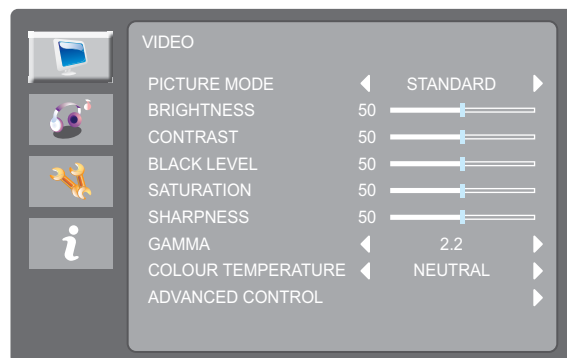 VIDEO
PICTURE MODE STANDARD
BRIGHTNESS 50
CONTRAST 50
BLACK LEVEL 50
SATURATION 50
SHARPNESS 50
GAMMA 2.2
COLOUR TEMPERATURE NEUTRAL
ADVANCED CONTROL
i